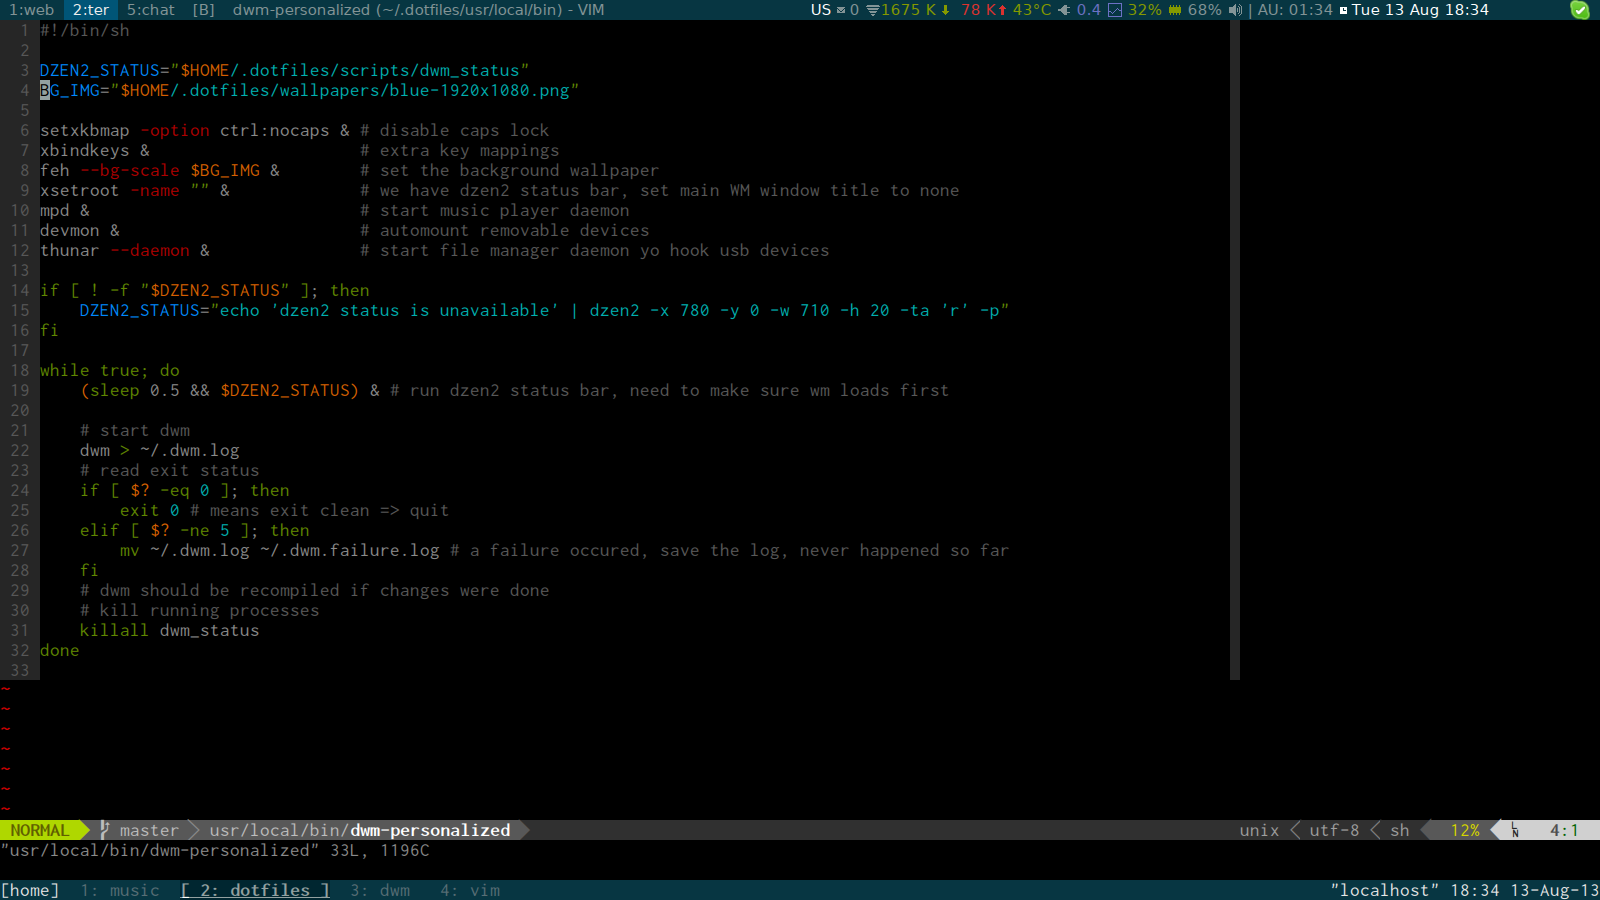 1:web 2:ter 5:chat [B] dwm-personalized (~/.dotfiles/usr/local/bin) - VIM US 0 1675 K 78 K 43°C 0.4 32% 68% | AU: 01:34 Tue 13 Aug 18:34
1 #!/bin/sh
2
3 DZEN2_STATUS="$HOME/.dotfiles/scripts/dwm_status"
4 BG_IMG="$HOME/.dotfiles/wallpapers/blue-1920x1080.png"
5
6 setxkbmap -option ctrl:nocaps & # disable caps lock
7 xbindkeys & # extra key mappings
8 feh --bg-scale $BG_IMG & # set the background wallpaper
9 xsetroot -name "" & # we have dzen2 status bar, set main WM window title to none
10 mpd & # start music player daemon
11 devmon & # automount removable devices
12 thunar --daemon & # start file manager daemon yo hook usb devices
13
14 if [ ! -f "$DZEN2_STATUS" ]; then
15 DZEN2_STATUS="echo 'dzen2 status is unavailable' | dzen2 -x 780 -y 0 -w 710 -h 20 -ta 'r' -p"
16 fi
17
18 while true; do
19 (sleep 0.5 && $DZEN2_STATUS) & # run dzen2 status bar, need to make sure wm loads first
20
21 # start dwm
22 dwm > ~/.dwm.log
23 # read exit status
24 if [ $? -eq 0 ]; then
25 exit 0 # means exit clean => quit
26 elif [ $? -ne 5 ]; then
27 mv ~/.dwm.log ~/.dwm.failure.log # a failure occured, save the log, never happened so far
28 fi
29 # dwm should be recompiled if changes were done
30 # kill running processes
31 killall dwm_status
32 done
33
~
~
~
~
~
~
~
NORMAL master usr/local/bin/dwm-personalized unix utf-8 sh 12% LN 4:1
"usr/local/bin/dwm-personalized" 33L, 1196C
[home] 1: music [ 2: dotfiles ] 3: dwm 4: vim "localhost" 18:34 13-Aug-13